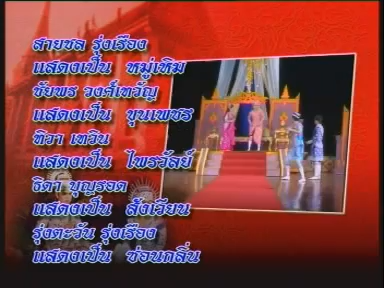 สายชล รุ่งเรือง
แสดงเป็น หมู่เหิม
ชัยพร วงศ์เทวัญ
แสดงเป็น ขุนเพชร
ทิวา เทวิน
แสดงเป็น ไพรวัลย์
ธิดา บุญรอด
แสดงเป็น ส้งเวียน
รุ่งตะวัน รุ่งเรือง
แสดงเป็น ซ่อนกลิ่น